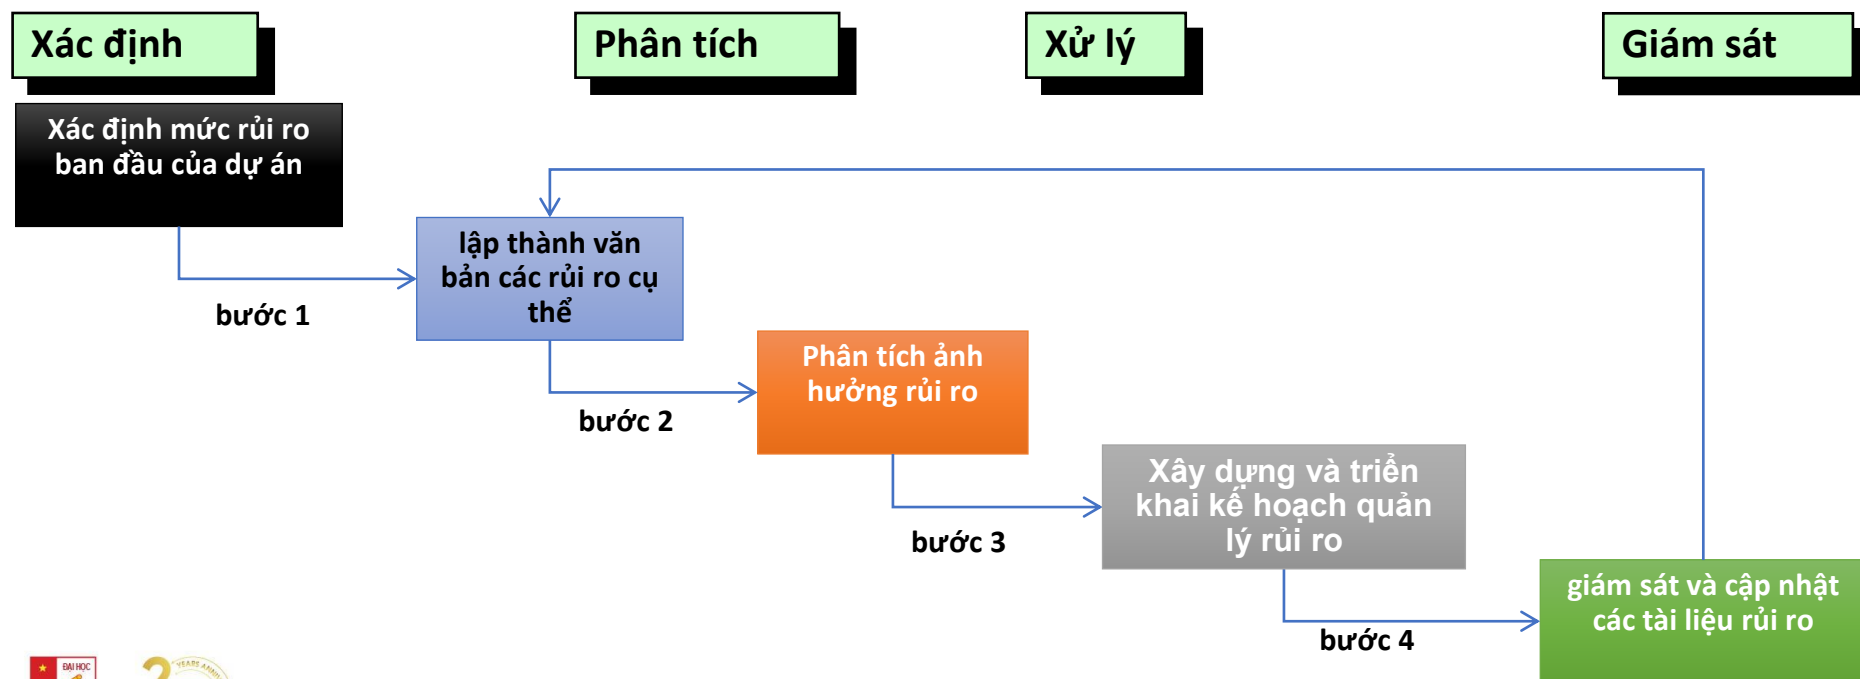 Xác định
Phân tích
Xử lý
Giám sát
Xác định mức rủi ro
ban đầu của dự án
lập thành văn
bản các rủi ro cụ
thể
bước 1
Phân tích ảnh
hưởng rủi ro
bước 2
Xây dựng và triển
khai kế hoạch quản
lý rủi ro
bước 3
giám sát và cập nhật
các tài liệu rủi ro
bước 4
ĐẠI HỌC
YEARS